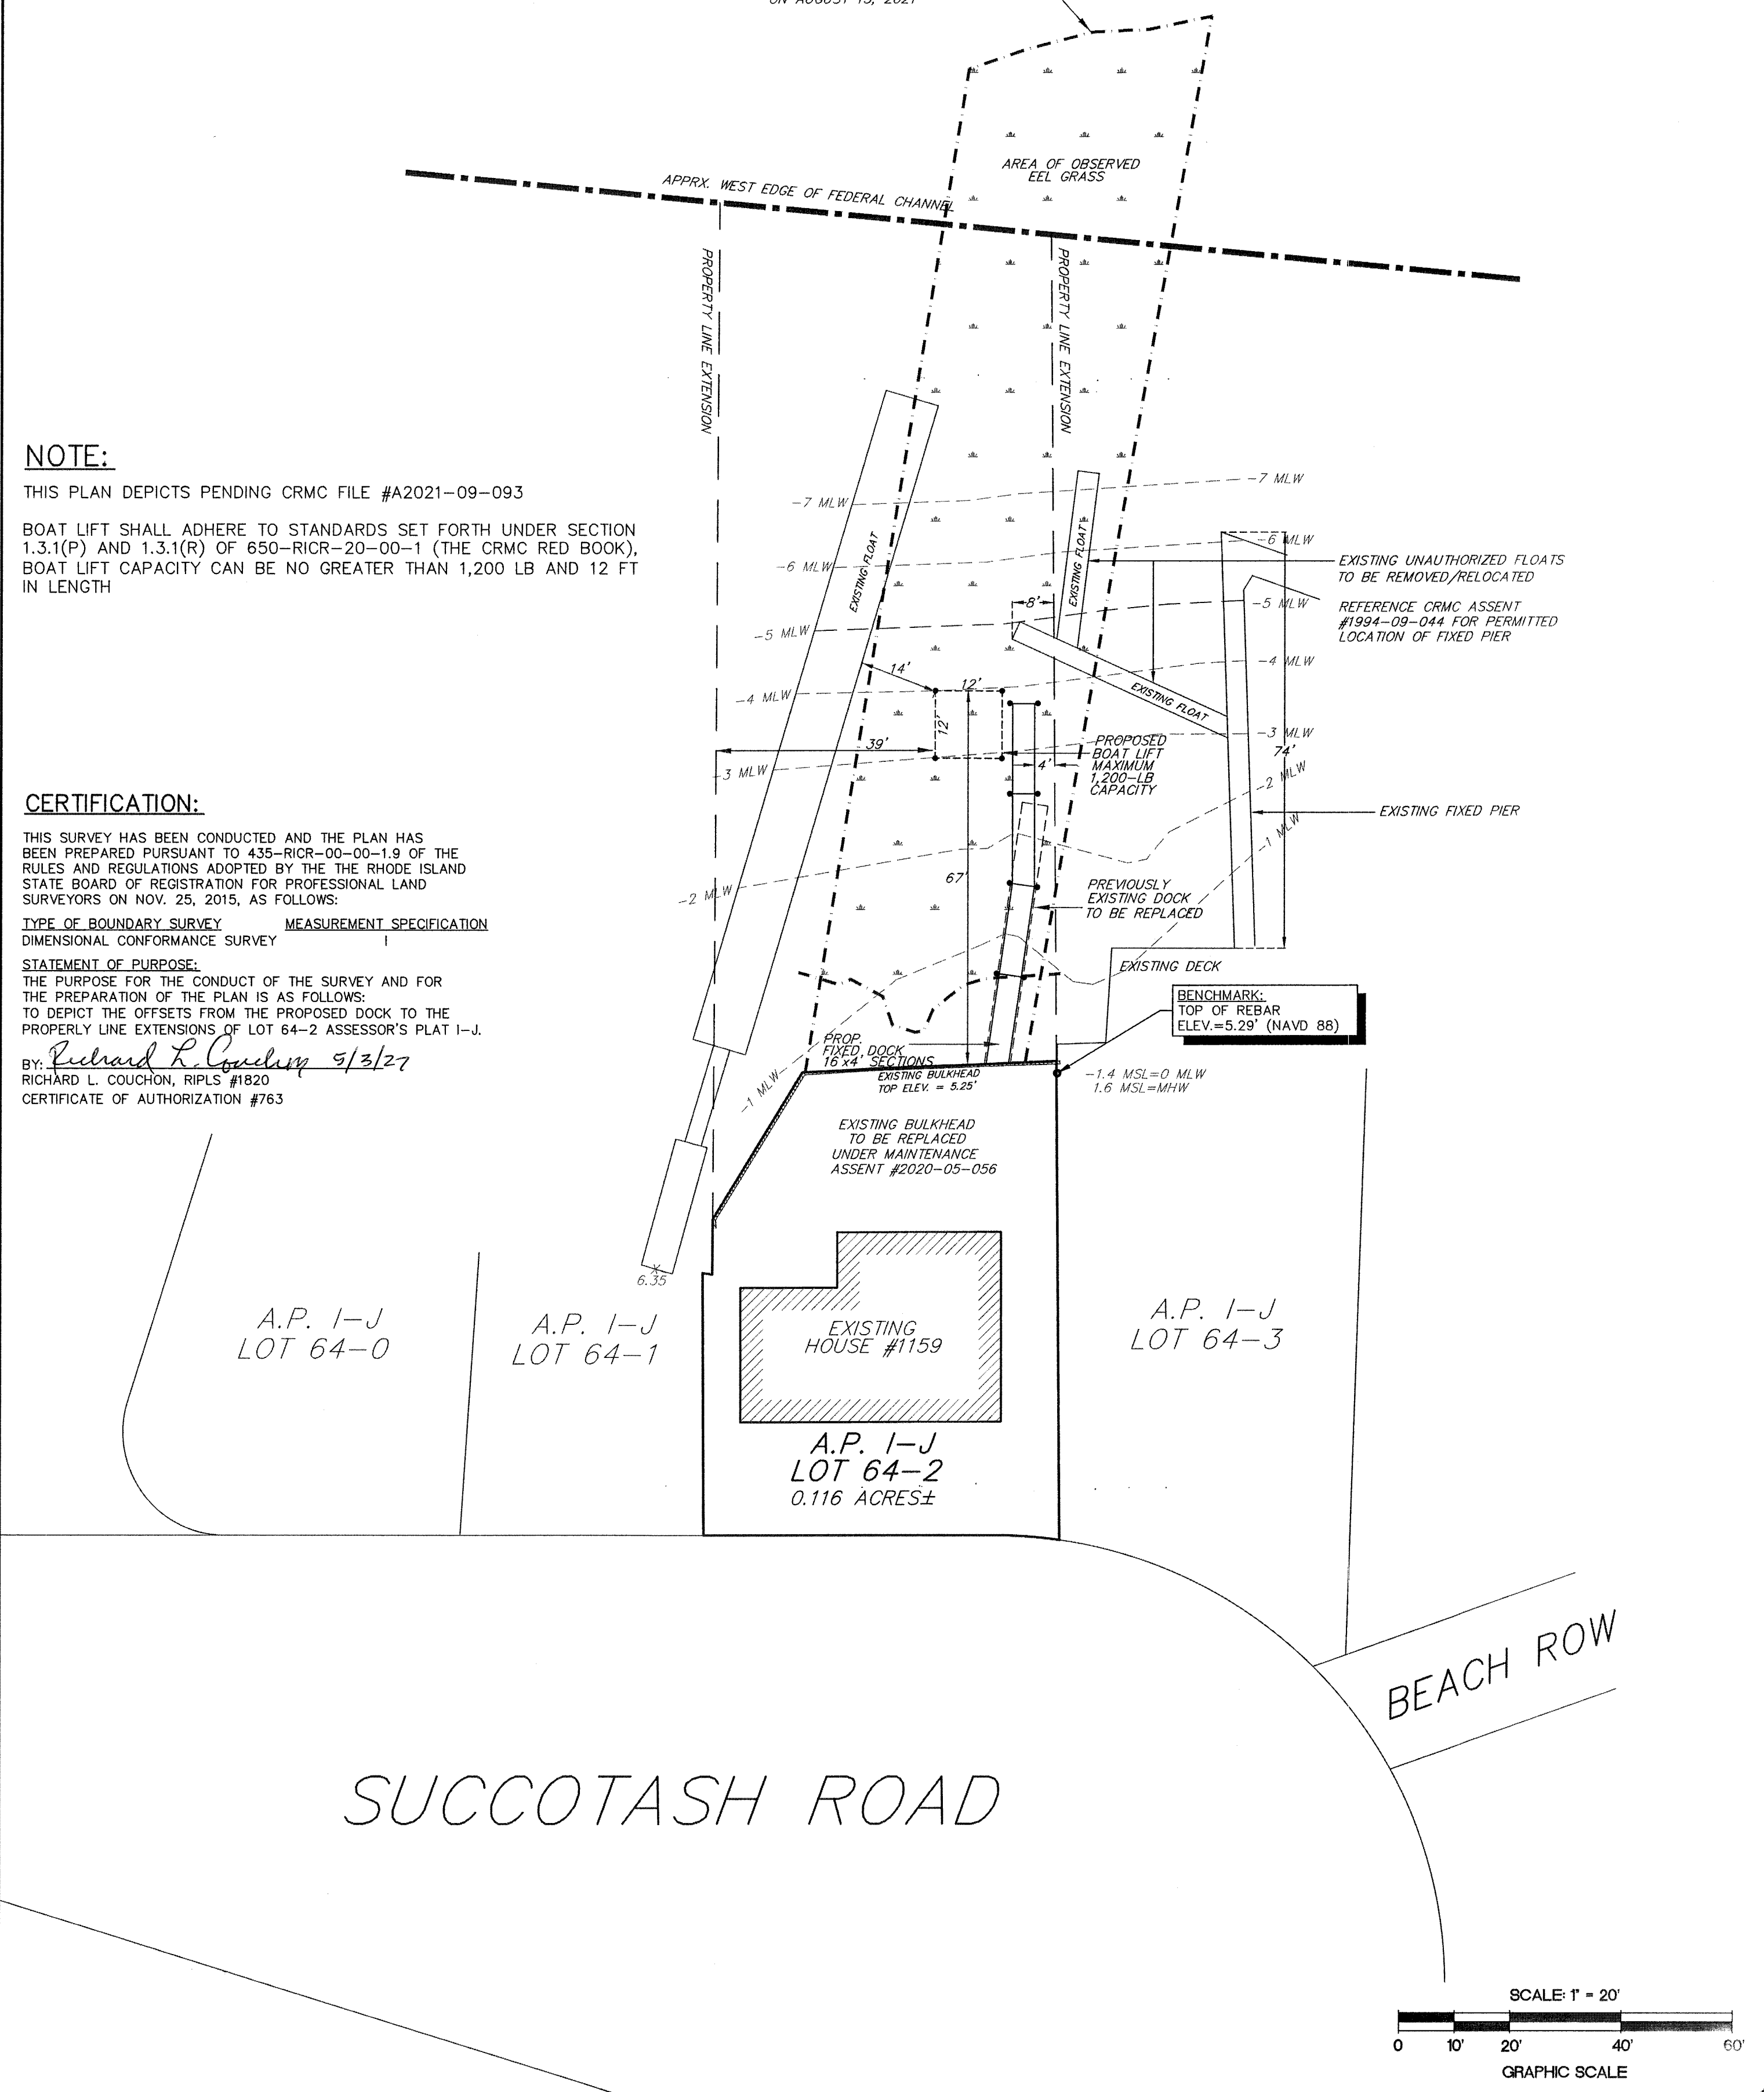 ON AUGUST 13, 2021
AREA OF OBSERVED
EEL GRASS
APPRX. WEST EDGE OF FEDERAL CHANNEL
PROPERTY LINE EXTENSION
PROPERTY LINE EXTENSION
NOTE:
THIS PLAN DEPICTS PENDING CRMC FILE #A2021-09-093
BOAT LIFT SHALL ADHERE TO STANDARDS SET FORTH UNDER SECTION
1.3.1(P) AND 1.3.1(R) OF 650-RICR-20-00-1 (THE CRMC RED BOOK),
BOAT LIFT CAPACITY CAN BE NO GREATER THAN 1,200 LB AND 12 FT
IN LENGTH
-7 MLW
-7 MLW
-6 MLW
-6 MLW
EXISTING FLOAT
EXISTING FLOAT
EXISTING UNAUTHORIZED FLOATS
TO BE REMOVED/RELOCATED
8'
-5 MLW
-5 MLW
REFERENCE CRMC ASSENT
#1994-09-044 FOR PERMITTED
LOCATION OF FIXED PIER
14'
-4 MLW
-4 MLW
12'
12'
EXISTING FLOAT
39'
-3 MLW
-3 MLW
74'
4'
PROPOSED
BOAT LIFT
MAXIMUM
1,200-LB
CAPACITY
-2 MLW
-2 MLW
EXISTING FIXED PIER
-1 MLW
67'
PREVIOUSLY
EXISTING DOCK
TO BE REPLACED
CERTIFICATION:
THIS SURVEY HAS BEEN CONDUCTED AND THE PLAN HAS
BEEN PREPARED PURSUANT TO 435-RICR-00-00-1.9 OF THE
RULES AND REGULATIONS ADOPTED BY THE THE RHODE ISLAND
STATE BOARD OF REGISTRATION FOR PROFESSIONAL LAND
SURVEYORS ON NOV. 25, 2015, AS FOLLOWS:
TYPE OF BOUNDARY SURVEY MEASUREMENT SPECIFICATION
DIMENSIONAL CONFORMANCE SURVEY I
STATEMENT OF PURPOSE:
THE PURPOSE FOR THE CONDUCT OF THE SURVEY AND FOR
THE PREPARATION OF THE PLAN IS AS FOLLOWS:
TO DEPICT THE OFFSETS FROM THE PROPOSED DOCK TO THE
PROPERLY LINE EXTENSIONS OF LOT 64-2 ASSESSOR'S PLAT I-J.
BY: Richard L. Couchon
RICHARD L. COUCHON, RIPLS #1820
CERTIFICATE OF AUTHORIZATION #763
EXISTING DECK
BENCHMARK:
TOP OF REBAR
ELEV.=5.29' (NAVD 88)
PROP.
FIXED DOCK
16'x4' SECTIONS
EXISTING BULKHEAD
TOP ELEV. = 5.25'
-1 MLW
-1.4 MSL=0 MLW
1.6 MSL=MHW
EXISTING BULKHEAD
TO BE REPLACED
UNDER MAINTENANCE
ASSENT #2020-05-056
6.35
A.P. I-J
LOT 64-0
A.P. I-J
LOT 64-1
EXISTING
HOUSE #1159
A.P. I-J
LOT 64-3
A.P. I-J
LOT 64-2
0.116 ACRES±
BEACH ROW
SUCCOTASH ROAD
SCALE: 1" = 20'
0 10' 20' 40' 60'
GRAPHIC SCALE